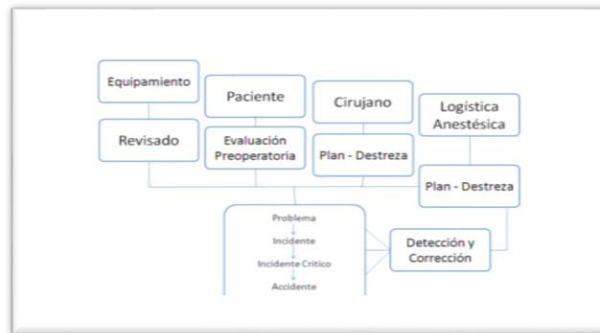 Equipamiento
Paciente
Cirujano
Logística
Anestésica
Revisado
Evaluación
Preoperatoria
Plan - Destreza
Plan - Destreza
Problema
Incidente
Incidente Critico
Accidente
Detección y
Corrección